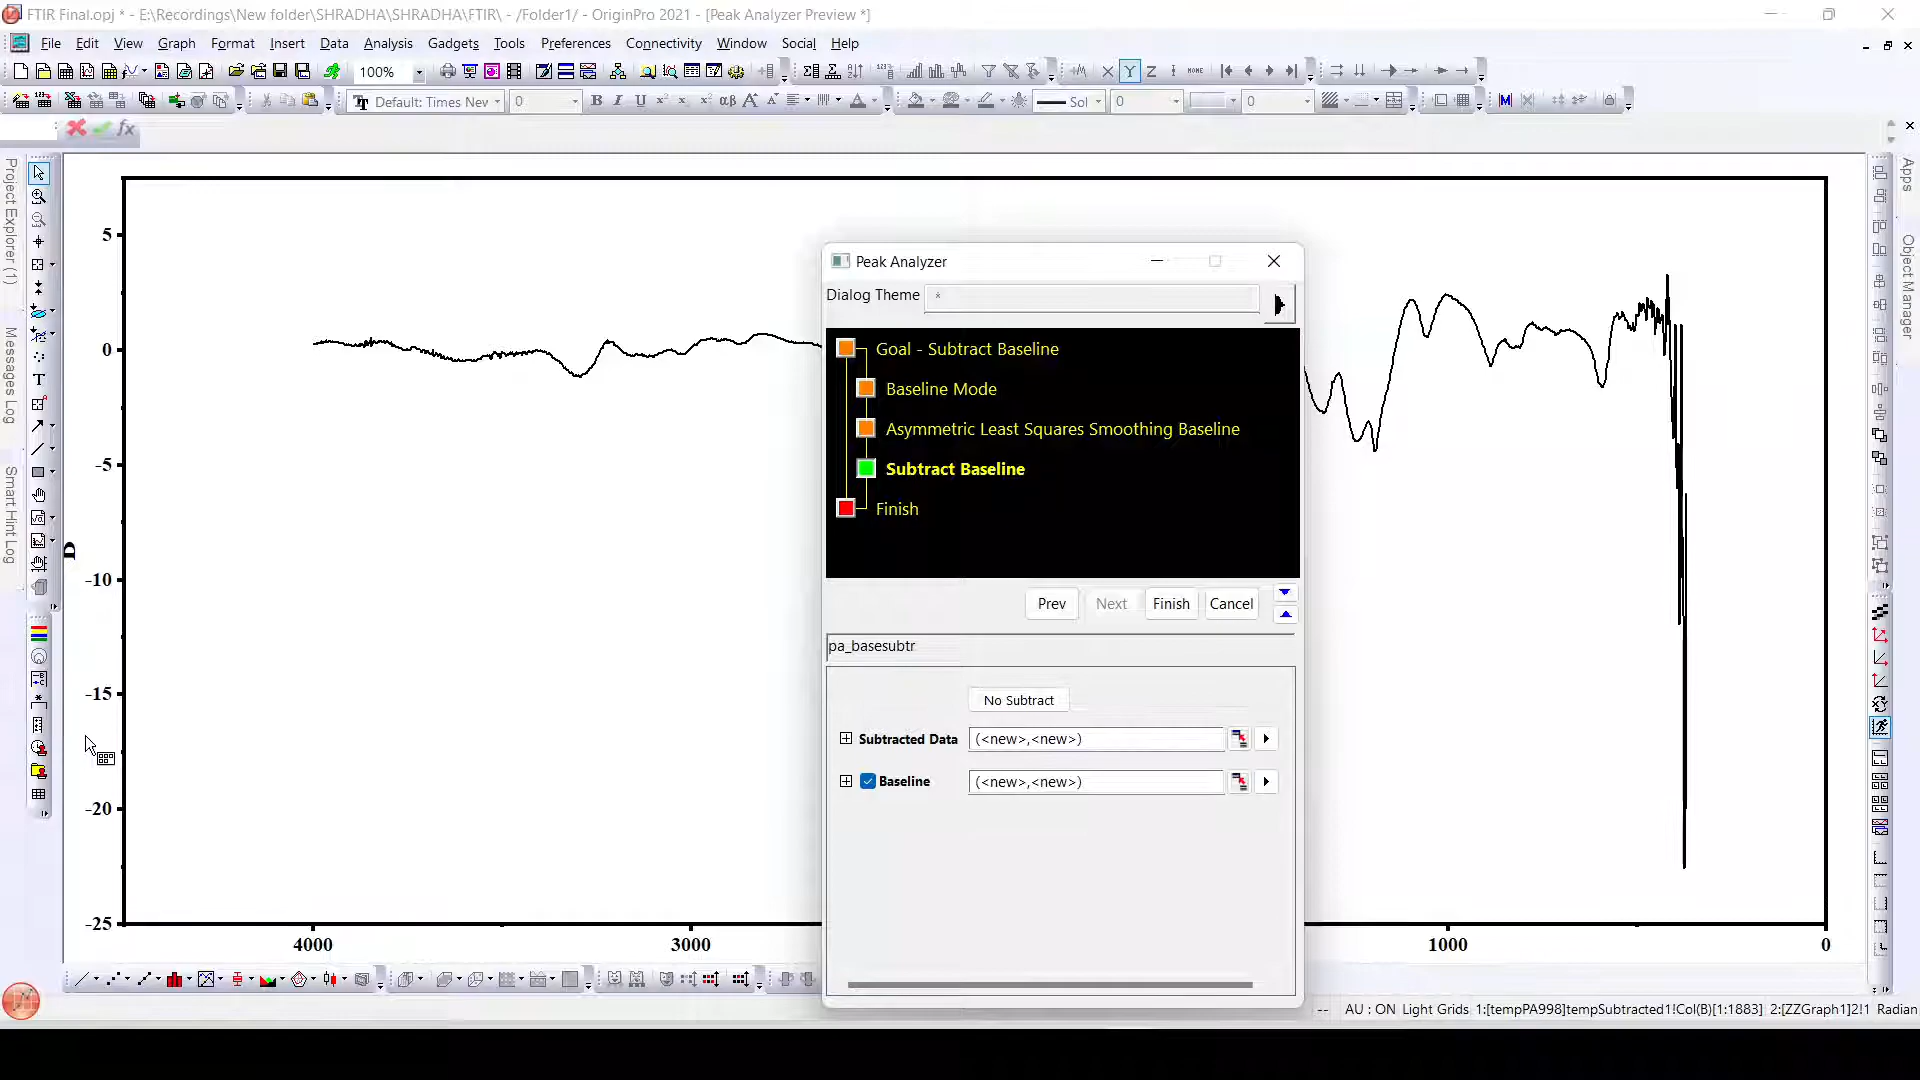 FTIR Final.opj * - E:\Recordings\New folder\SHRADHA\SHRADHA\FTIR\ - /Folder1/ - OriginPro 2021 - [Peak Analyzer Preview *]
File Edit View Graph Format Insert Data Analysis Gadgets Tools Preferences Connectivity Window Social Help
100%
Default: Times Nev 0 B I U Sol 0 0
fx
Project Explorer (1)
Messages Log
Smart Hint Log
Apps
Object Manager
5
0
-5
-10
-15
-20
-25
D
4000 3000 1000 0
Peak Analyzer
Dialog Theme *
Goal - Subtract Baseline
Baseline Mode
Asymmetric Least Squares Smoothing Baseline
Subtract Baseline
Finish
Prev Next Finish Cancel
pa_basesubtr
No Subtract
Subtracted Data (<new>,<new>)
Baseline (<new>,<new>)
-- AU : ON Light Grids 1:[tempPA998]tempSubtracted1!Col(B)[1:1883] 2:[ZZGraph1]2!1 Radian